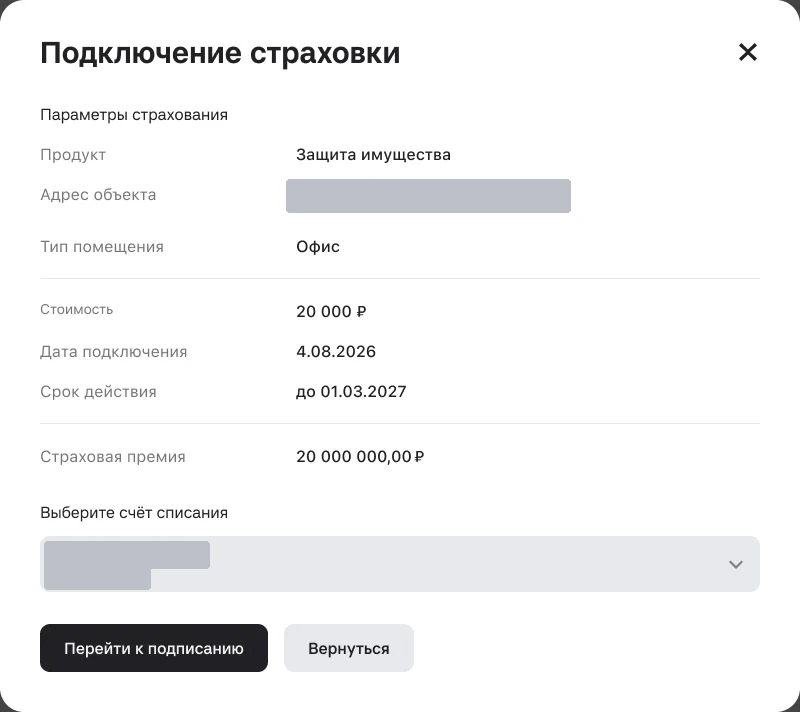 Подключение страховки
Параметры страхования
Продукт Защита имущества
Адрес объекта
Тип помещения Офис
Стоимость 20 000 ₽
Дата подключения 4.08.2026
Срок действия до 01.03.2027
Страховая премия 20 000 000,00 ₽
Выберите счёт списания
Перейти к подписанию Вернуться